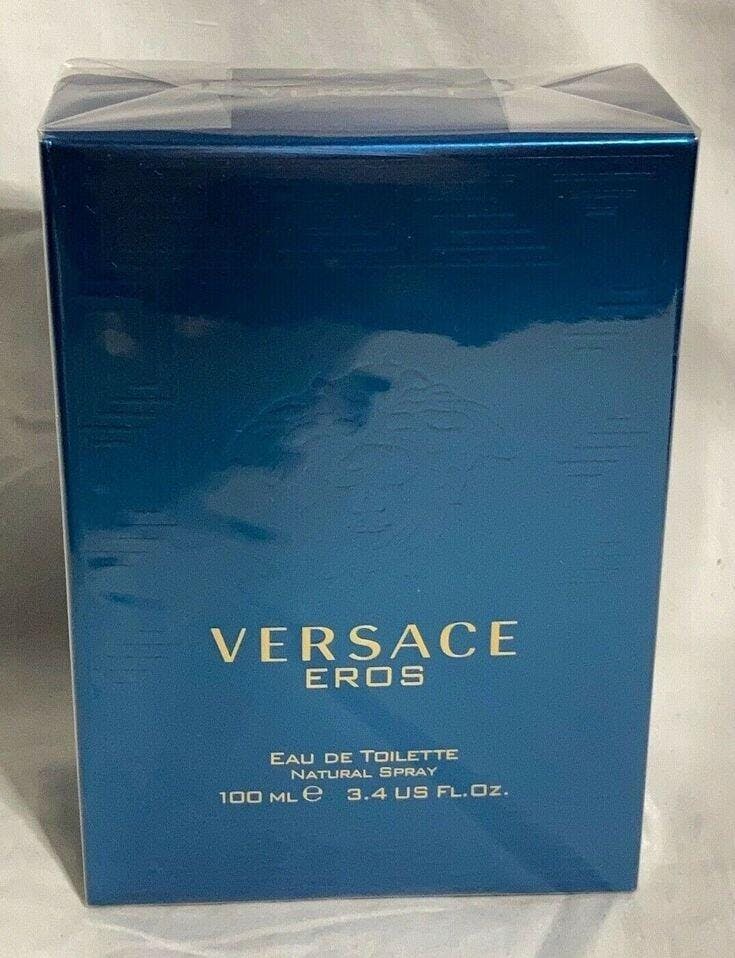 VERSACE
EROS
EAU DE TOILETTE
NATURAL SPRAY
100 ML ℮ 3.4 US FL.OZ.